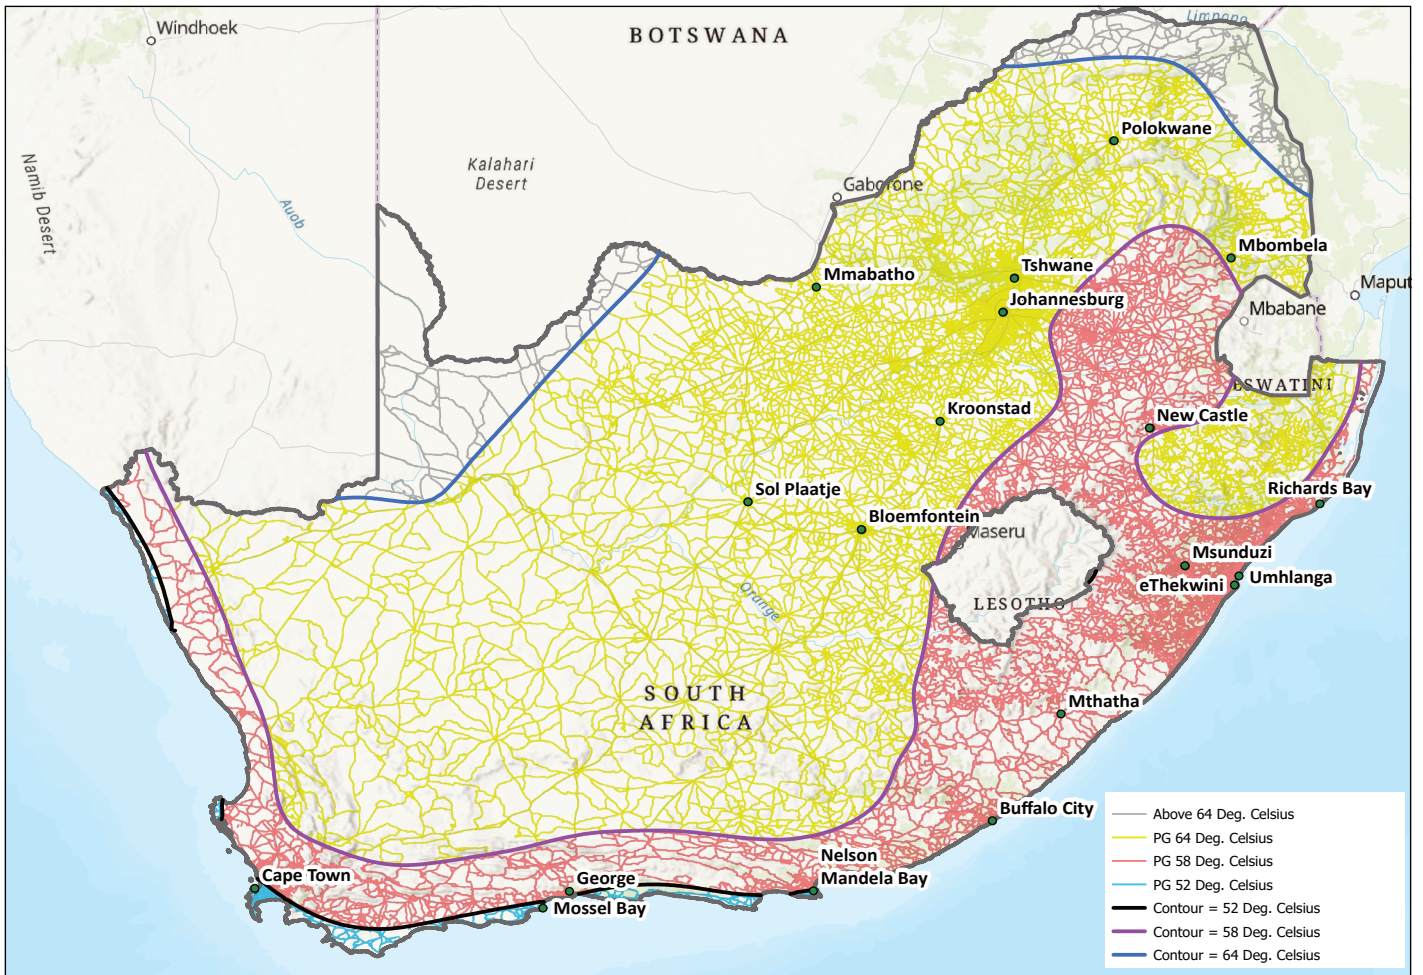 Windhoek
BOTSWANA
Limpopo
Polokwane
Namib Desert
Kalahari
Desert
Gaborone
Auob
Mbombela
Mmabatho
Tshwane
Maput
Johannesburg
Mbabane
ESWATINI
Kroonstad
New Castle
Sol Plaatje
Richards Bay
Bloemfontein
Maseru
Msunduzi
Umhlanga
eThekwini
Orange
LESOTHO
SOUTH
AFRICA
Mthatha
Buffalo City
Nelson
Mandela Bay
Cape Town
George
Mossel Bay
Above 64 Deg. Celsius
PG 64 Deg. Celsius
PG 58 Deg. Celsius
PG 52 Deg. Celsius
Contour = 52 Deg. Celsius
Contour = 58 Deg. Celsius
Contour = 64 Deg. Celsius